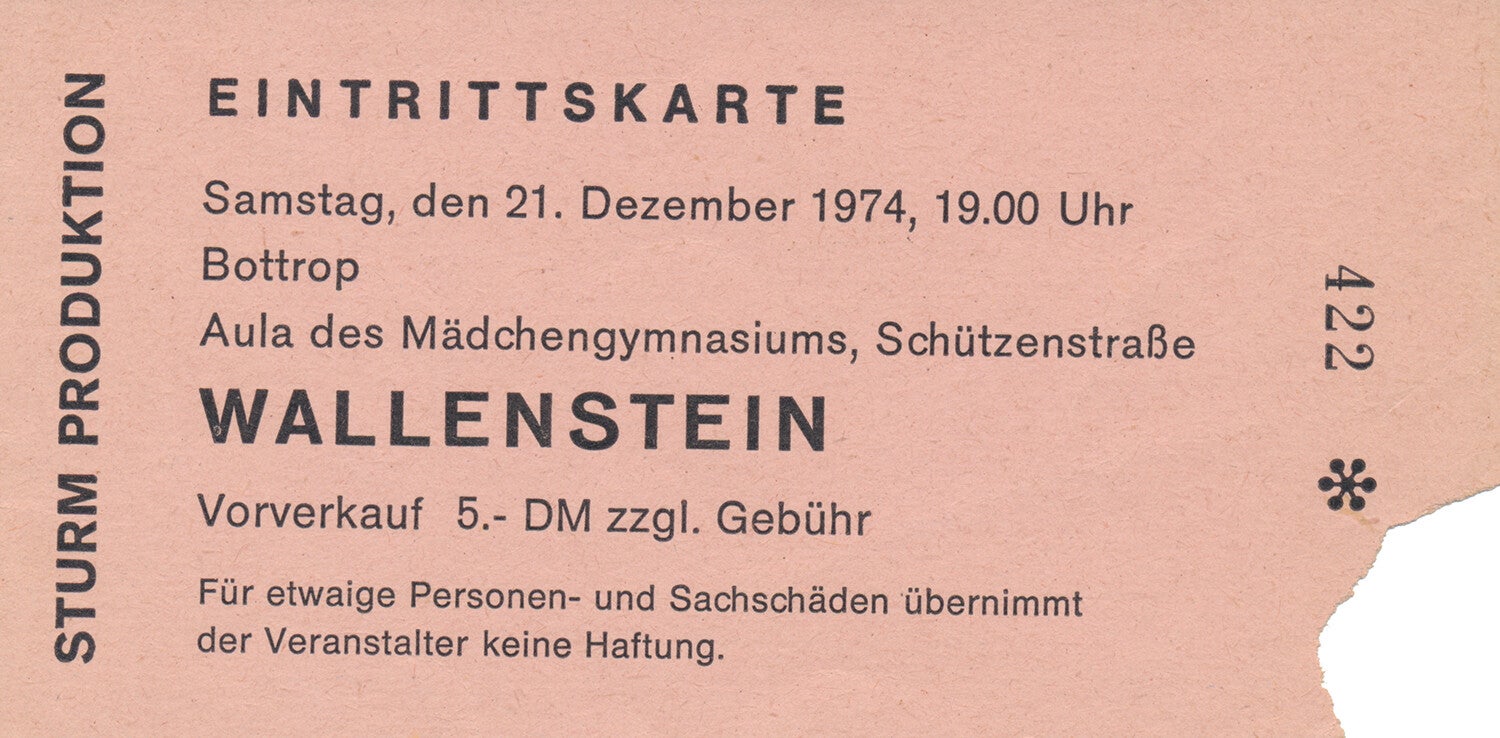 STURM PRODUKTION
EINTRITTSKARTE
Samstag, den 21. Dezember 1974, 19.00 Uhr
Bottrop
Aula des Mädchengymnasiums, Schützenstraße
WALLENSTEIN
Vorverkauf 5.- DM zzgl. Gebühr
Für etwaige Personen- und Sachschäden übernimmt
der Veranstalter keine Haftung.
422 *